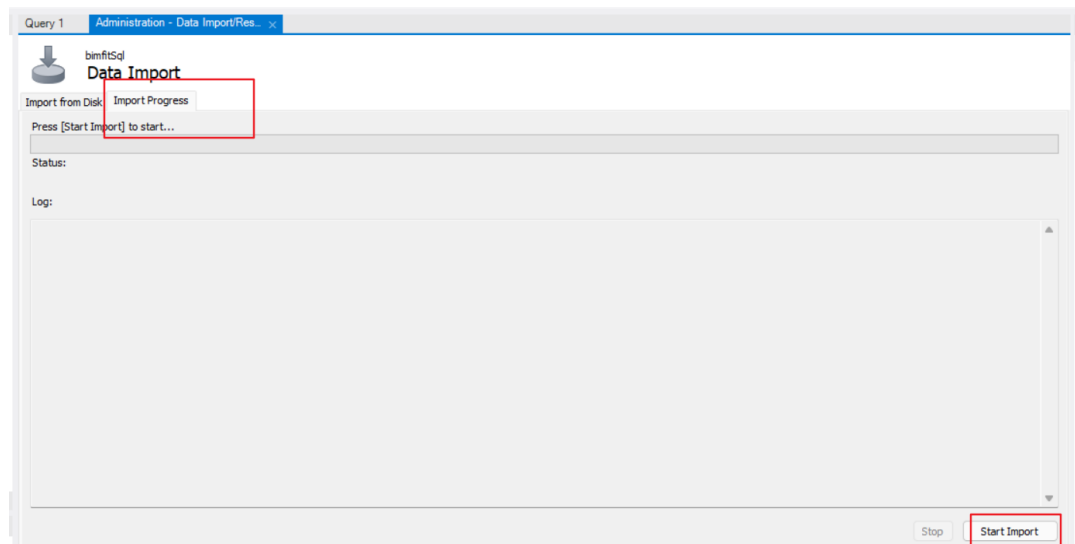 Query 1 Administration - Data Import/Res...
bimfitSql
Data Import
Import from Disk Import Progress
Press [Start Import] to start...
Status:
Log:
Stop Start Import